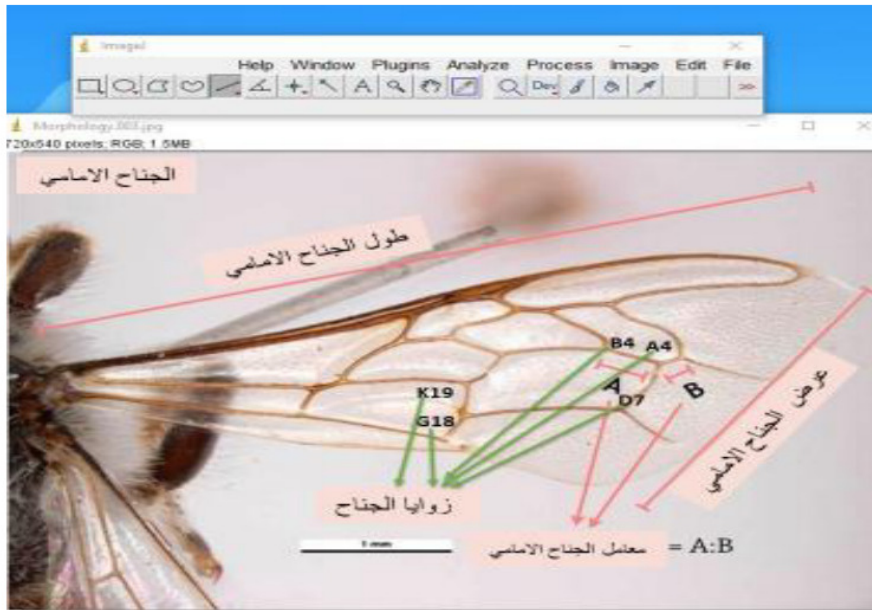 ImageJ
Help Window Plugins Analyze Process Image Edit File
Dev
>>
Morphology.003.jpg
720x540 pixels; RGB; 1.5MB
الجناح الامامي
طول الجناح الامامي
B4 A4
A B
K19 D7
G18
عرض الجناح الامامي
زوايا الجناح
1 mm
معامل الجناح الامامي = A:B